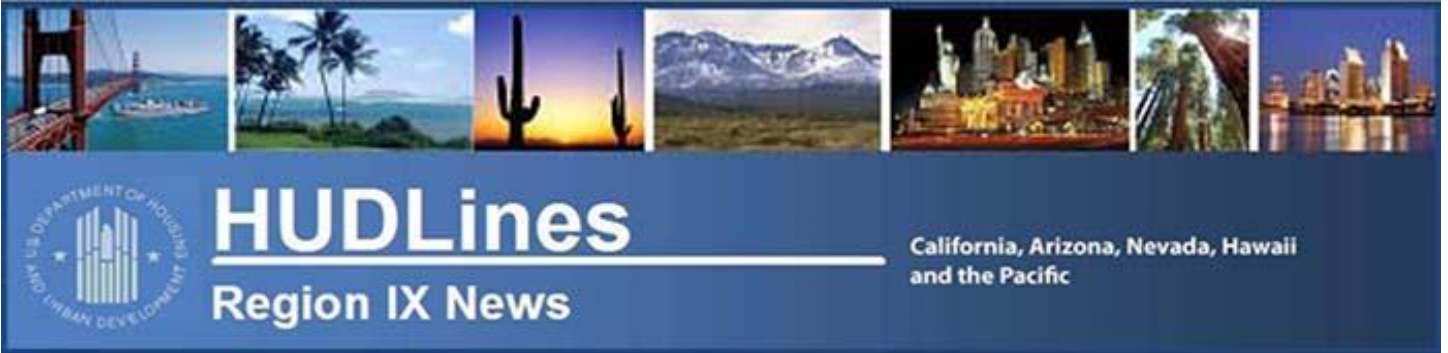 U.S. DEPARTMENT OF HOUSING
AND URBAN DEVELOPMENT
HUDLines
Region IX News
California, Arizona, Nevada, Hawaii
and the Pacific